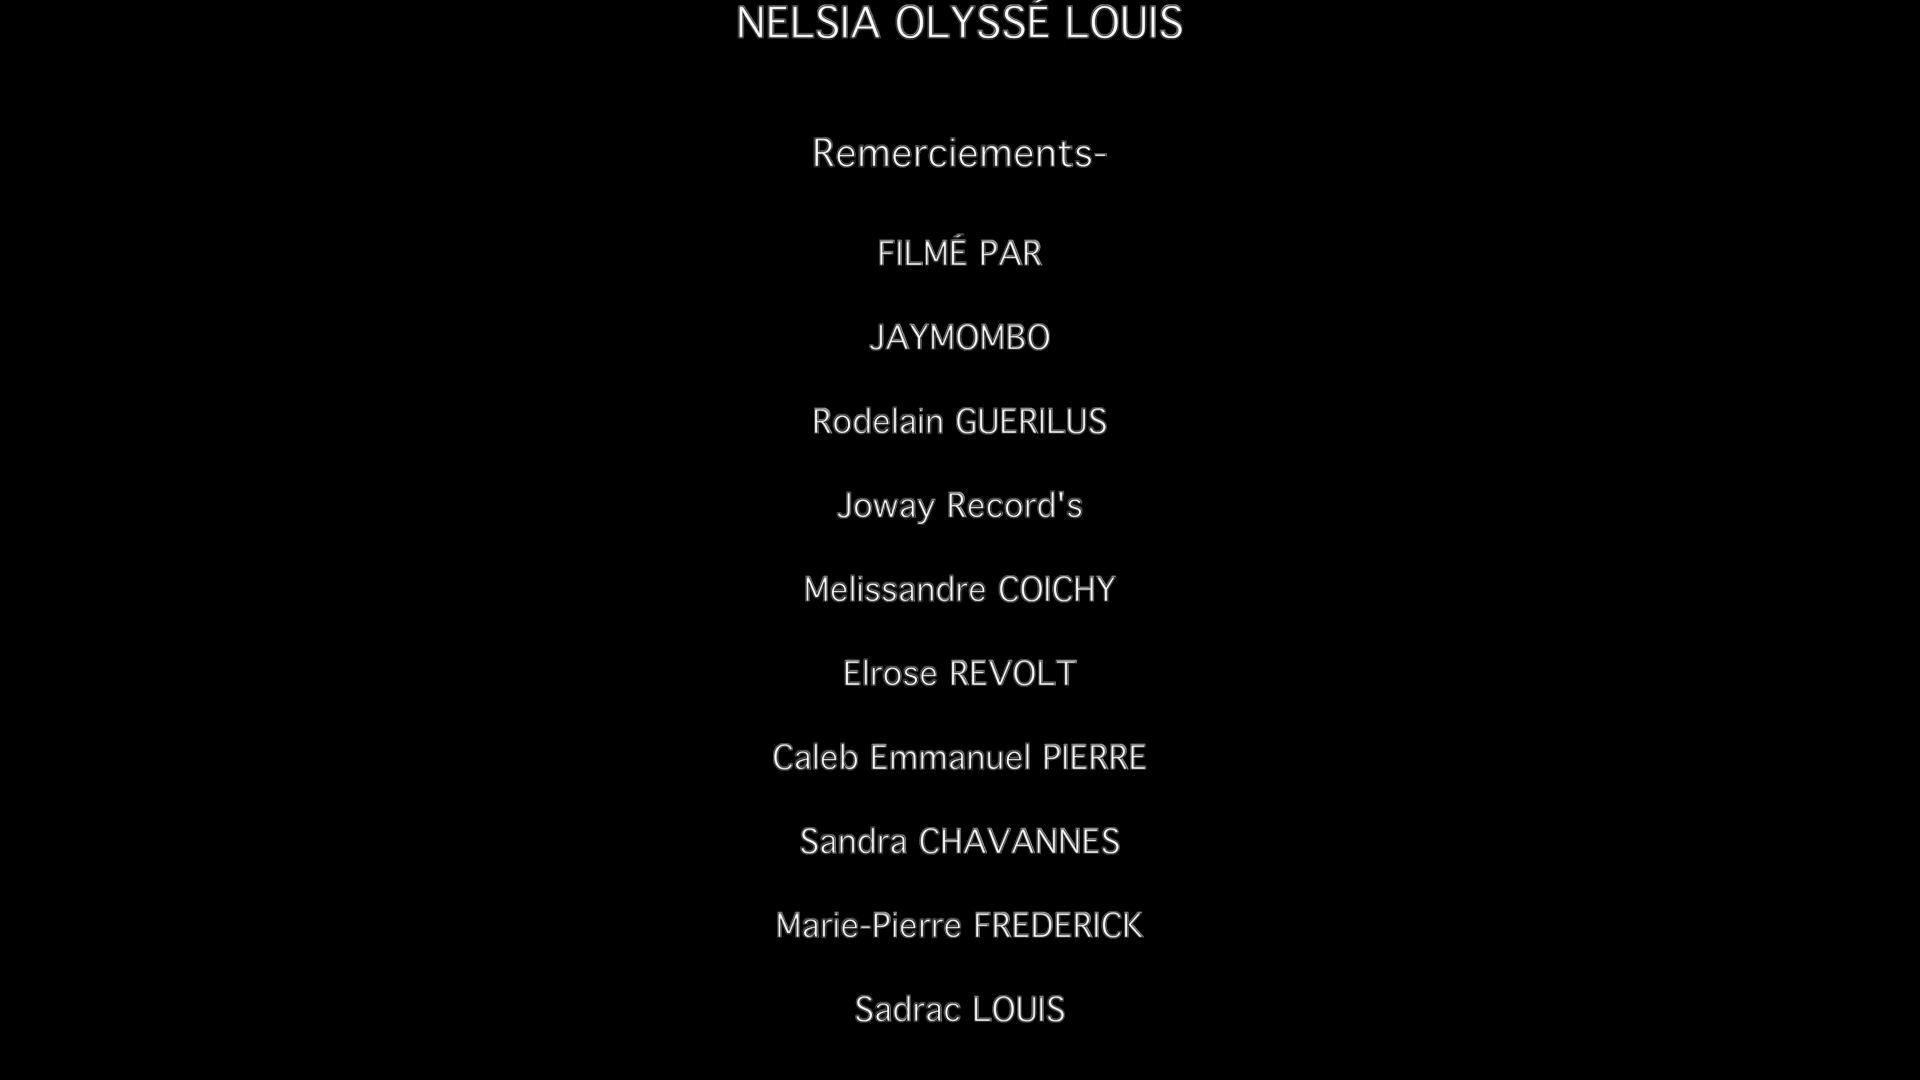 NELSIA OLYSSÉ LOUIS
Remerciements-
FILMÉ PAR
JAYMOMBO
Rodelain GUERILUS
Joway Record's
Melissandre COICHY
Elrose REVOLT
Caleb Emmanuel PIERRE
Sandra CHAVANNES
Marie-Pierre FREDERICK
Sadrac LOUIS